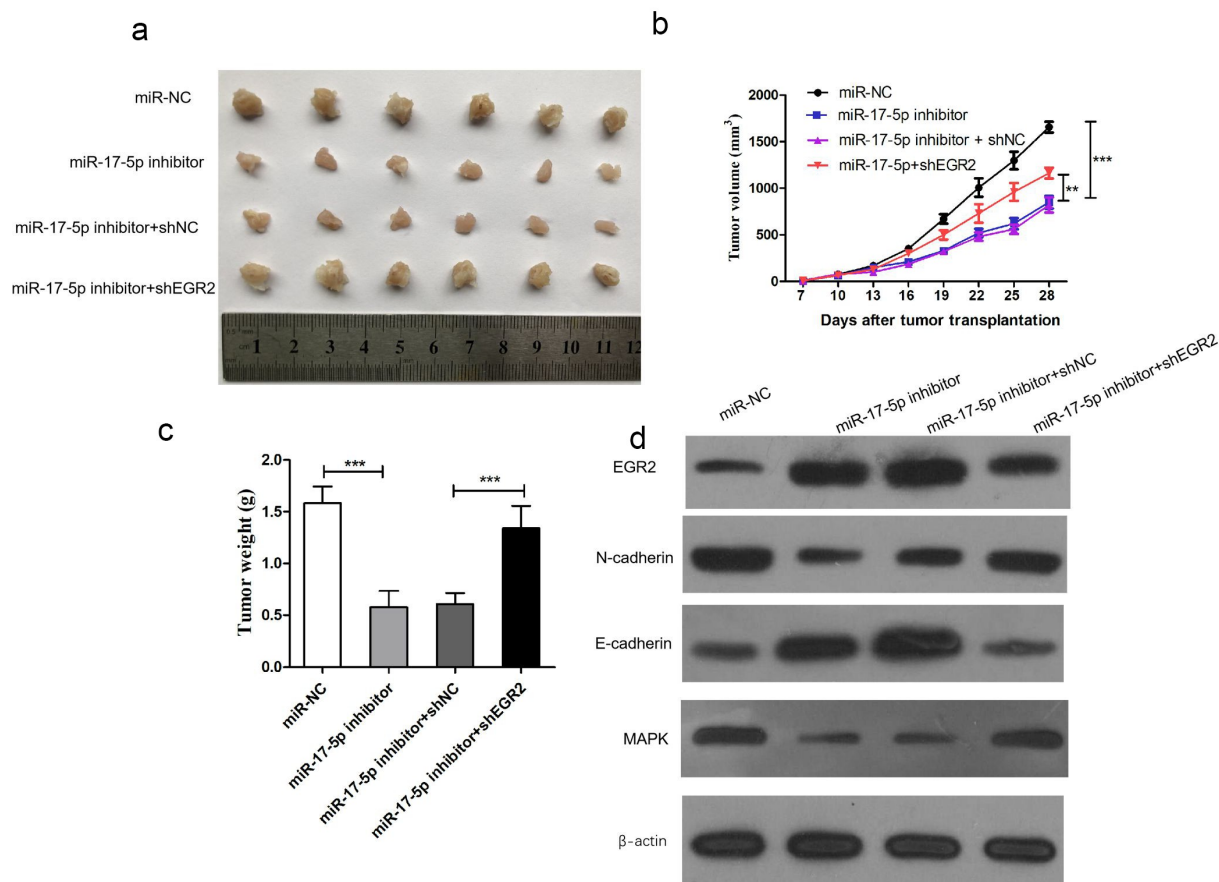 a
miR-NC
miR-17-5p inhibitor
miR-17-5p inhibitor+shNC
miR-17-5p inhibitor+shEGR2
cm 1 2 3 4 5 6 7 8 9 10 11 12
b
miR-NC
miR-17-5p inhibitor
miR-17-5p inhibitor + shNC
miR-17-5p+shEGR2
Tumor volume (mm³)
2000
1500
1000
500
0
***
**
7 10 13 16 19 22 25 28
Days after tumor transplantation
c
Tumor weight (g)
2.0
1.5
1.0
0.5
0.0
*** ***
miR-NC
miR-17-5p inhibitor
miR-17-5p inhibitor+shNC
miR-17-5p inhibitor+shEGR2
d
miR-NC
miR-17-5p inhibitor
miR-17-5p inhibitor+shNC
miR-17-5p inhibitor+shEGR2
EGR2
N-cadherin
E-cadherin
MAPK
β-actin